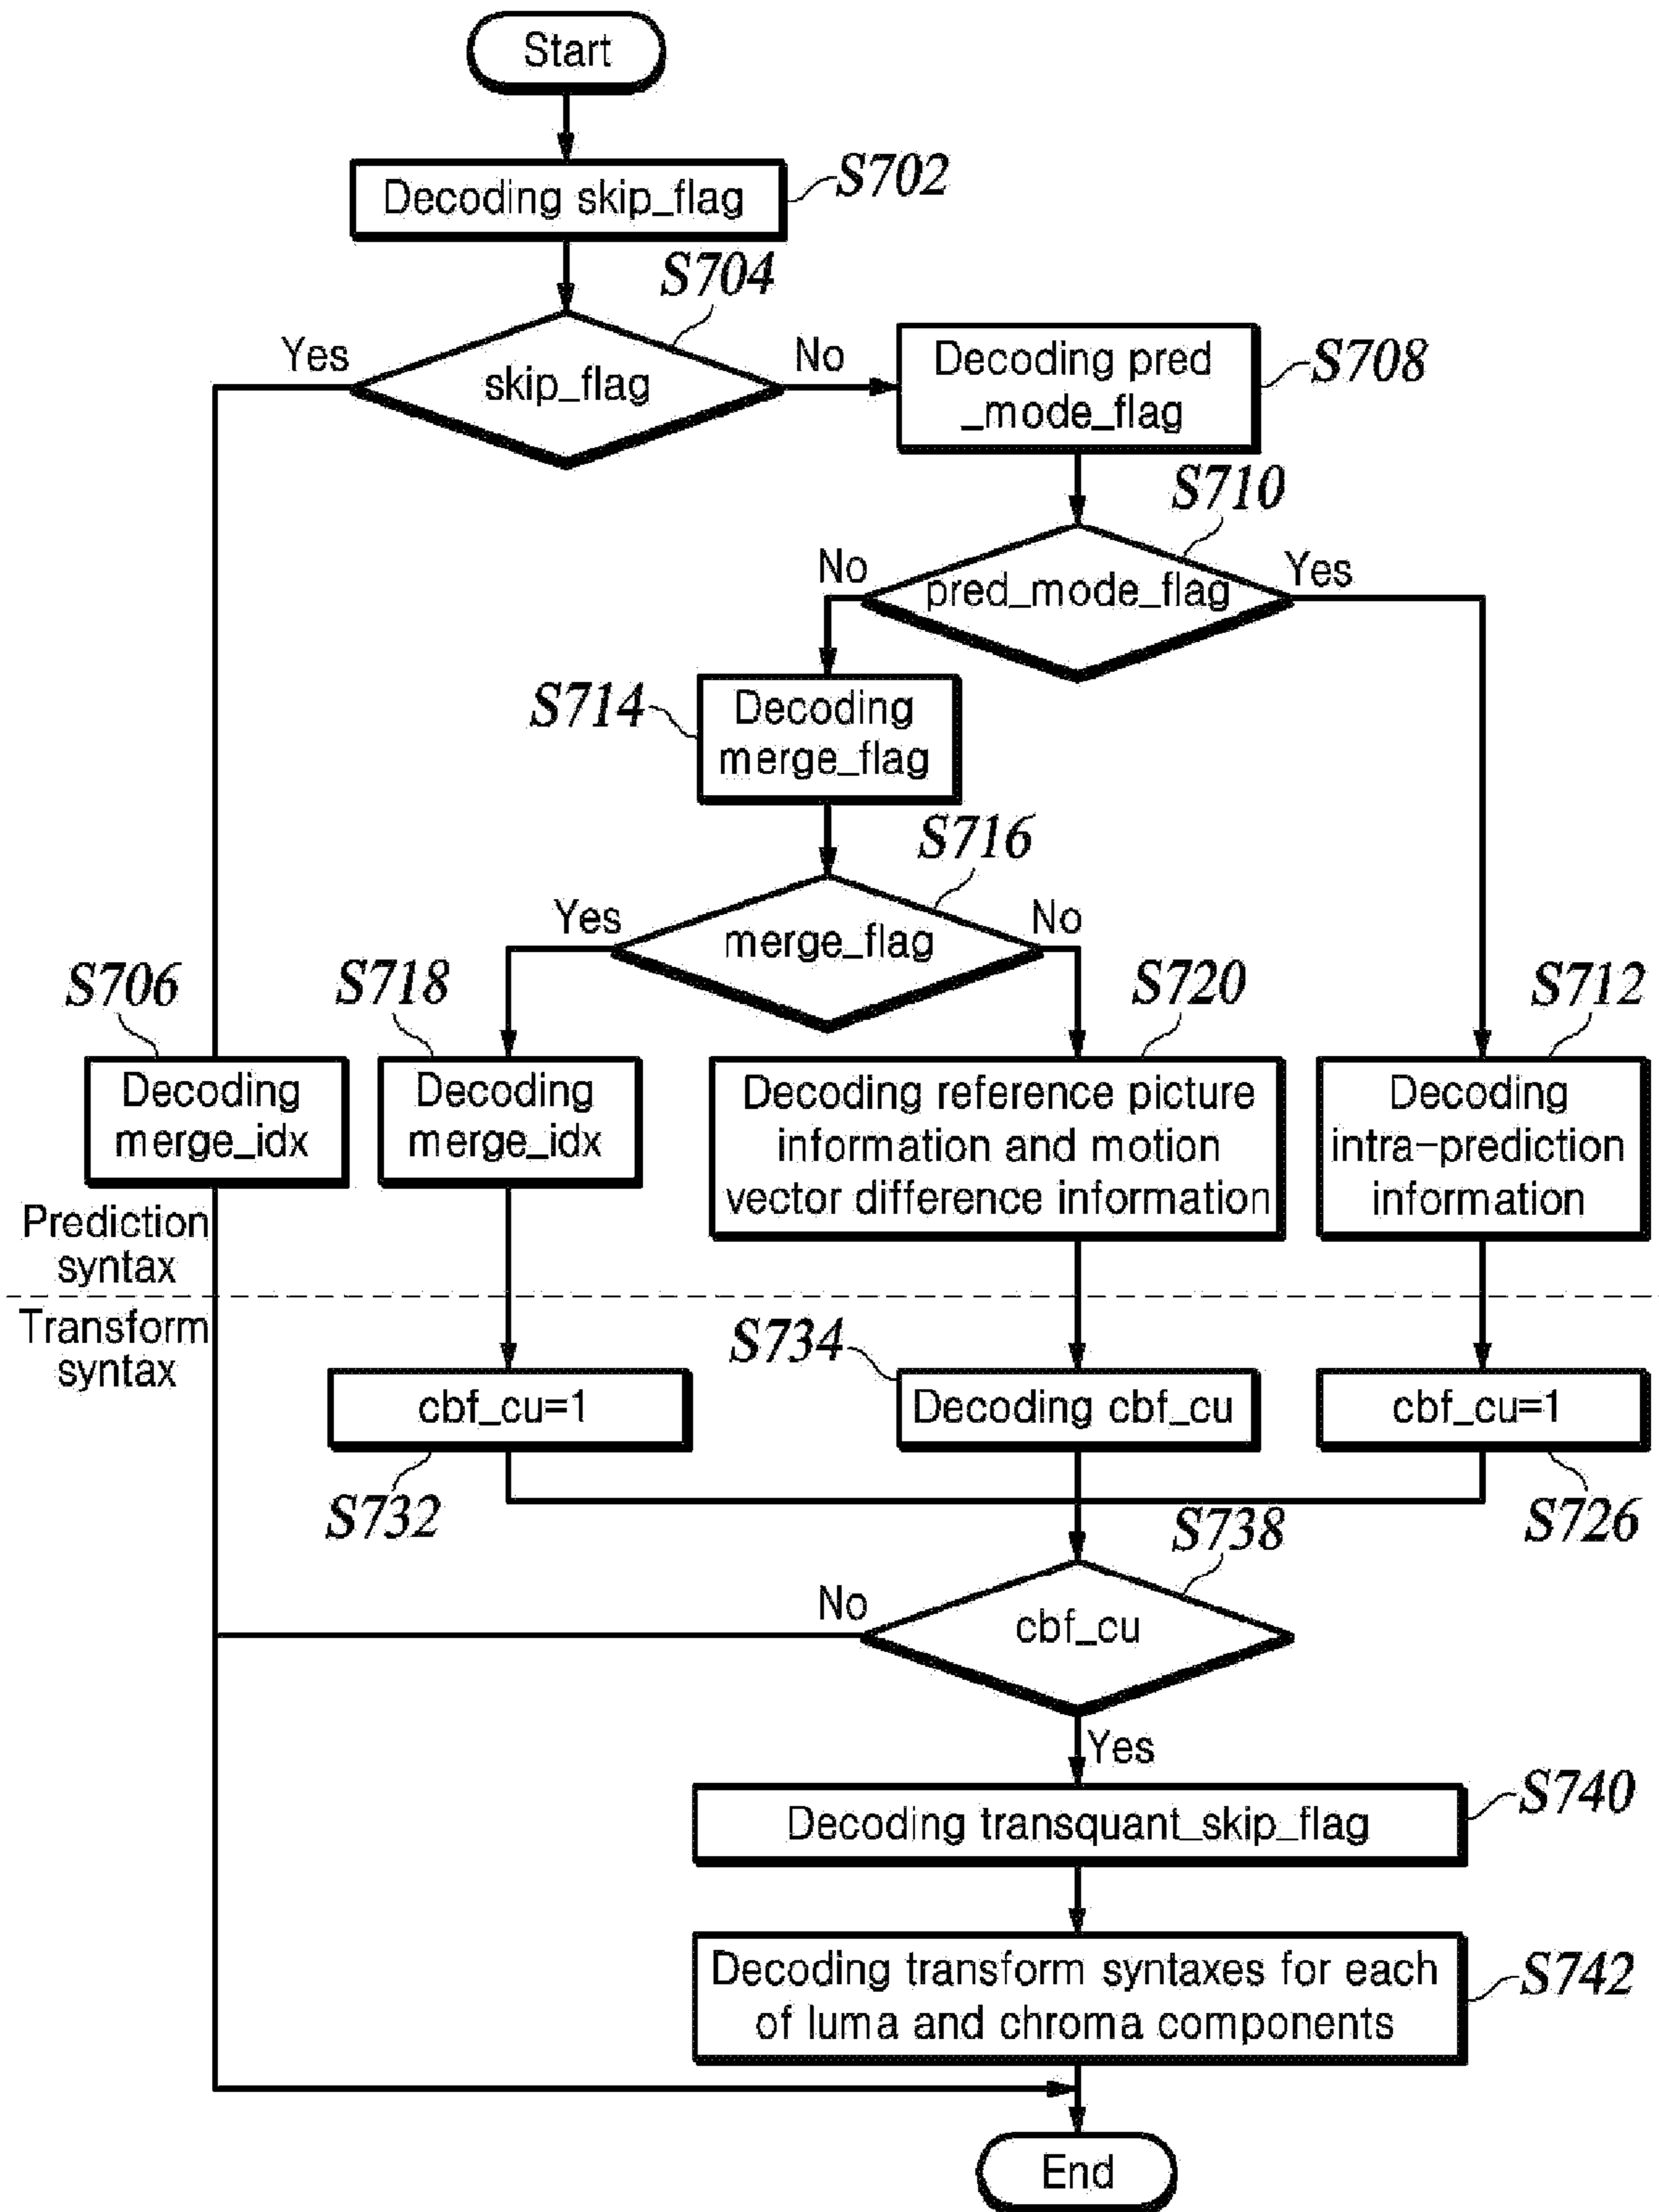 Start
Decoding skip_flag
S702
S704
Yes
skip_flag
No
Decoding pred
_mode_flag
S708
S710
No
pred_mode_flag
Yes
S714
Decoding
merge_flag
S716
Yes
merge_flag
No
S706
S718
S720
S712
Decoding
merge_idx
Decoding
merge_idx
Decoding reference picture
information and motion
vector difference information
Decoding
intra-prediction
information
Prediction
syntax
Transform
syntax
S734
cbf_cu=1
Decoding cbf_cu
cbf_cu=1
S732
S738
S726
No
cbf_cu
Yes
Decoding transquant_skip_flag
S740
Decoding transform syntaxes for each
of luma and chroma components
S742
End